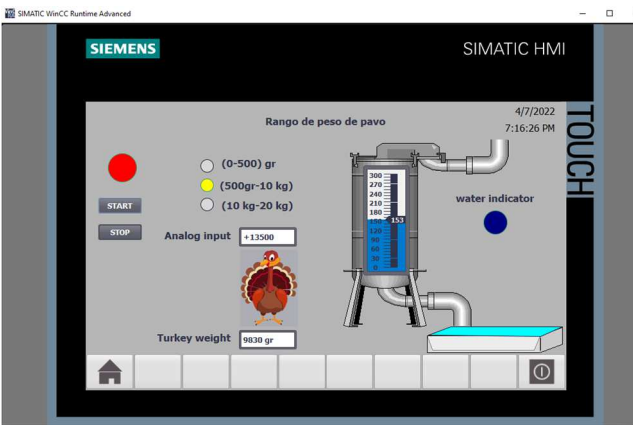 SIMATIC WinCC Runtime Advanced
SIEMENS
SIMATIC HMI
TOUCH
4/7/2022
7:16:26 PM
Rango de peso de pavo
(0-500) gr
(500gr-10 kg)
(10 kg-20 kg)
START
STOP
Analog input +13500
Turkey weight 9830 gr
300
270
240
210
180
150
153
120
90
60
30
0
water indicator